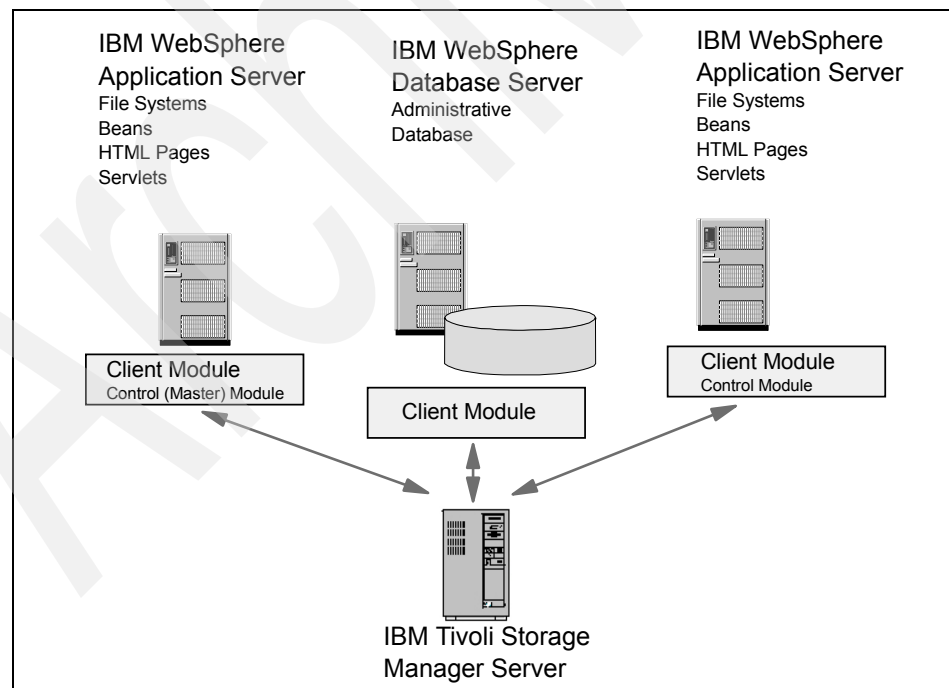 IBM WebSphere
Application Server
File Systems
Beans
HTML Pages
Servlets
IBM WebSphere
Database Server
Administrative
Database
IBM WebSphere
Application Server
File Systems
Beans
HTML Pages
Servlets
Client Module
Control (Master) Module
Client Module
Client Module
Control Module
IBM Tivoli Storage
Manager Server